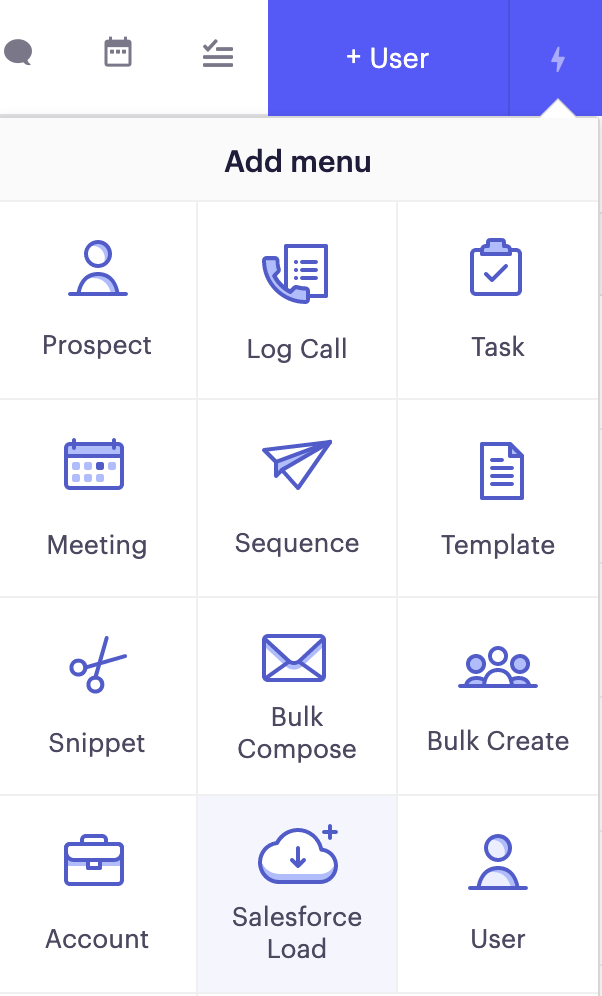 + User
Add menu
Prospect
Log Call
Task
Meeting
Sequence
Template
Snippet
Bulk
Compose
Bulk Create
Account
Salesforce
Load
User